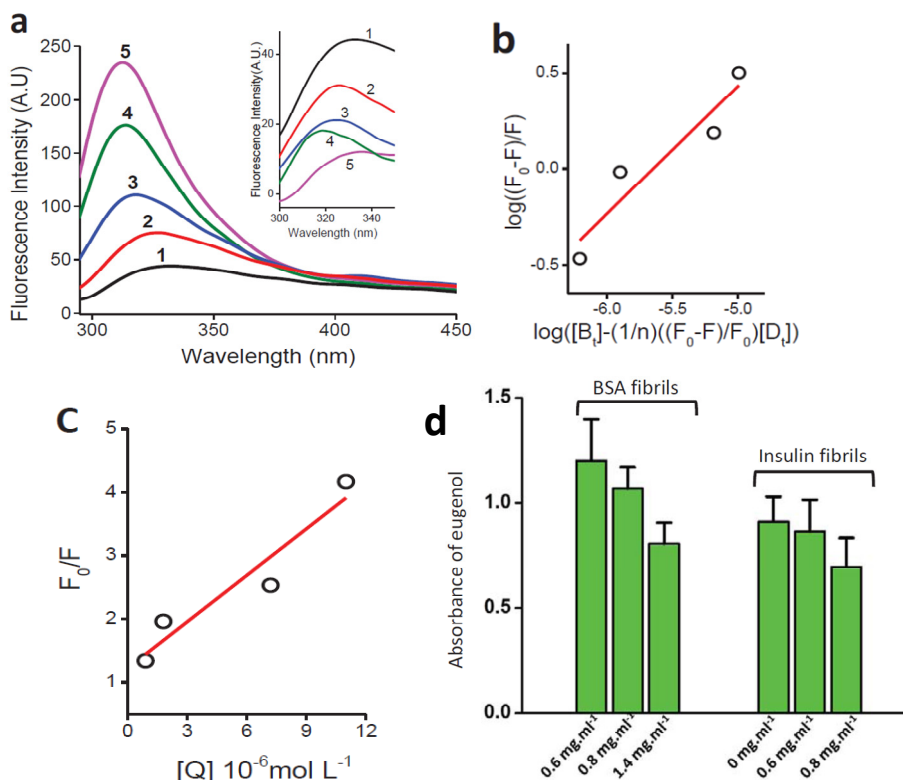 a
Fluorescence Intensity (A.U)
250
200
150
100
50
0
5
4
3
2
1
295
350
400
450
Wavelength (nm)
Fluorescence Intensity(A.U.)
40
20
0
1
2
3
4
5
300
320
340
Wavelength (nm)
b
log((F₀-F)/F)
0.5
0.0
-0.5
-6.0
-5.5
-5.0
log([Bₜ]-(1/n)((F₀-F)/F₀)[Dₜ])
C
F₀/F
5
4
3
2
1
0
3
6
9
12
[Q] 10⁻⁶mol L⁻¹
d
Absorbance of eugenol
1.5
1.0
0.5
0.0
BSA fibrils
Insulin fibrils
0.6 mg.ml⁻¹
0.8 mg.ml⁻¹
1.4 mg.ml⁻¹
0 mg.ml⁻¹
0.6 mg.ml⁻¹
0.8 mg.ml⁻¹